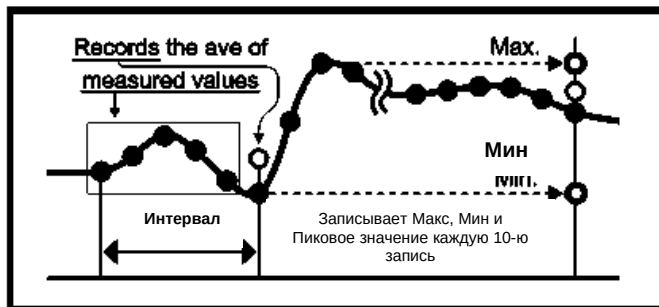 Records the ave of
measured values
Max.
Мин
Min.
Интервал
Записывает Макс, Мин и
Пиковое значение каждую 10-ю
запись